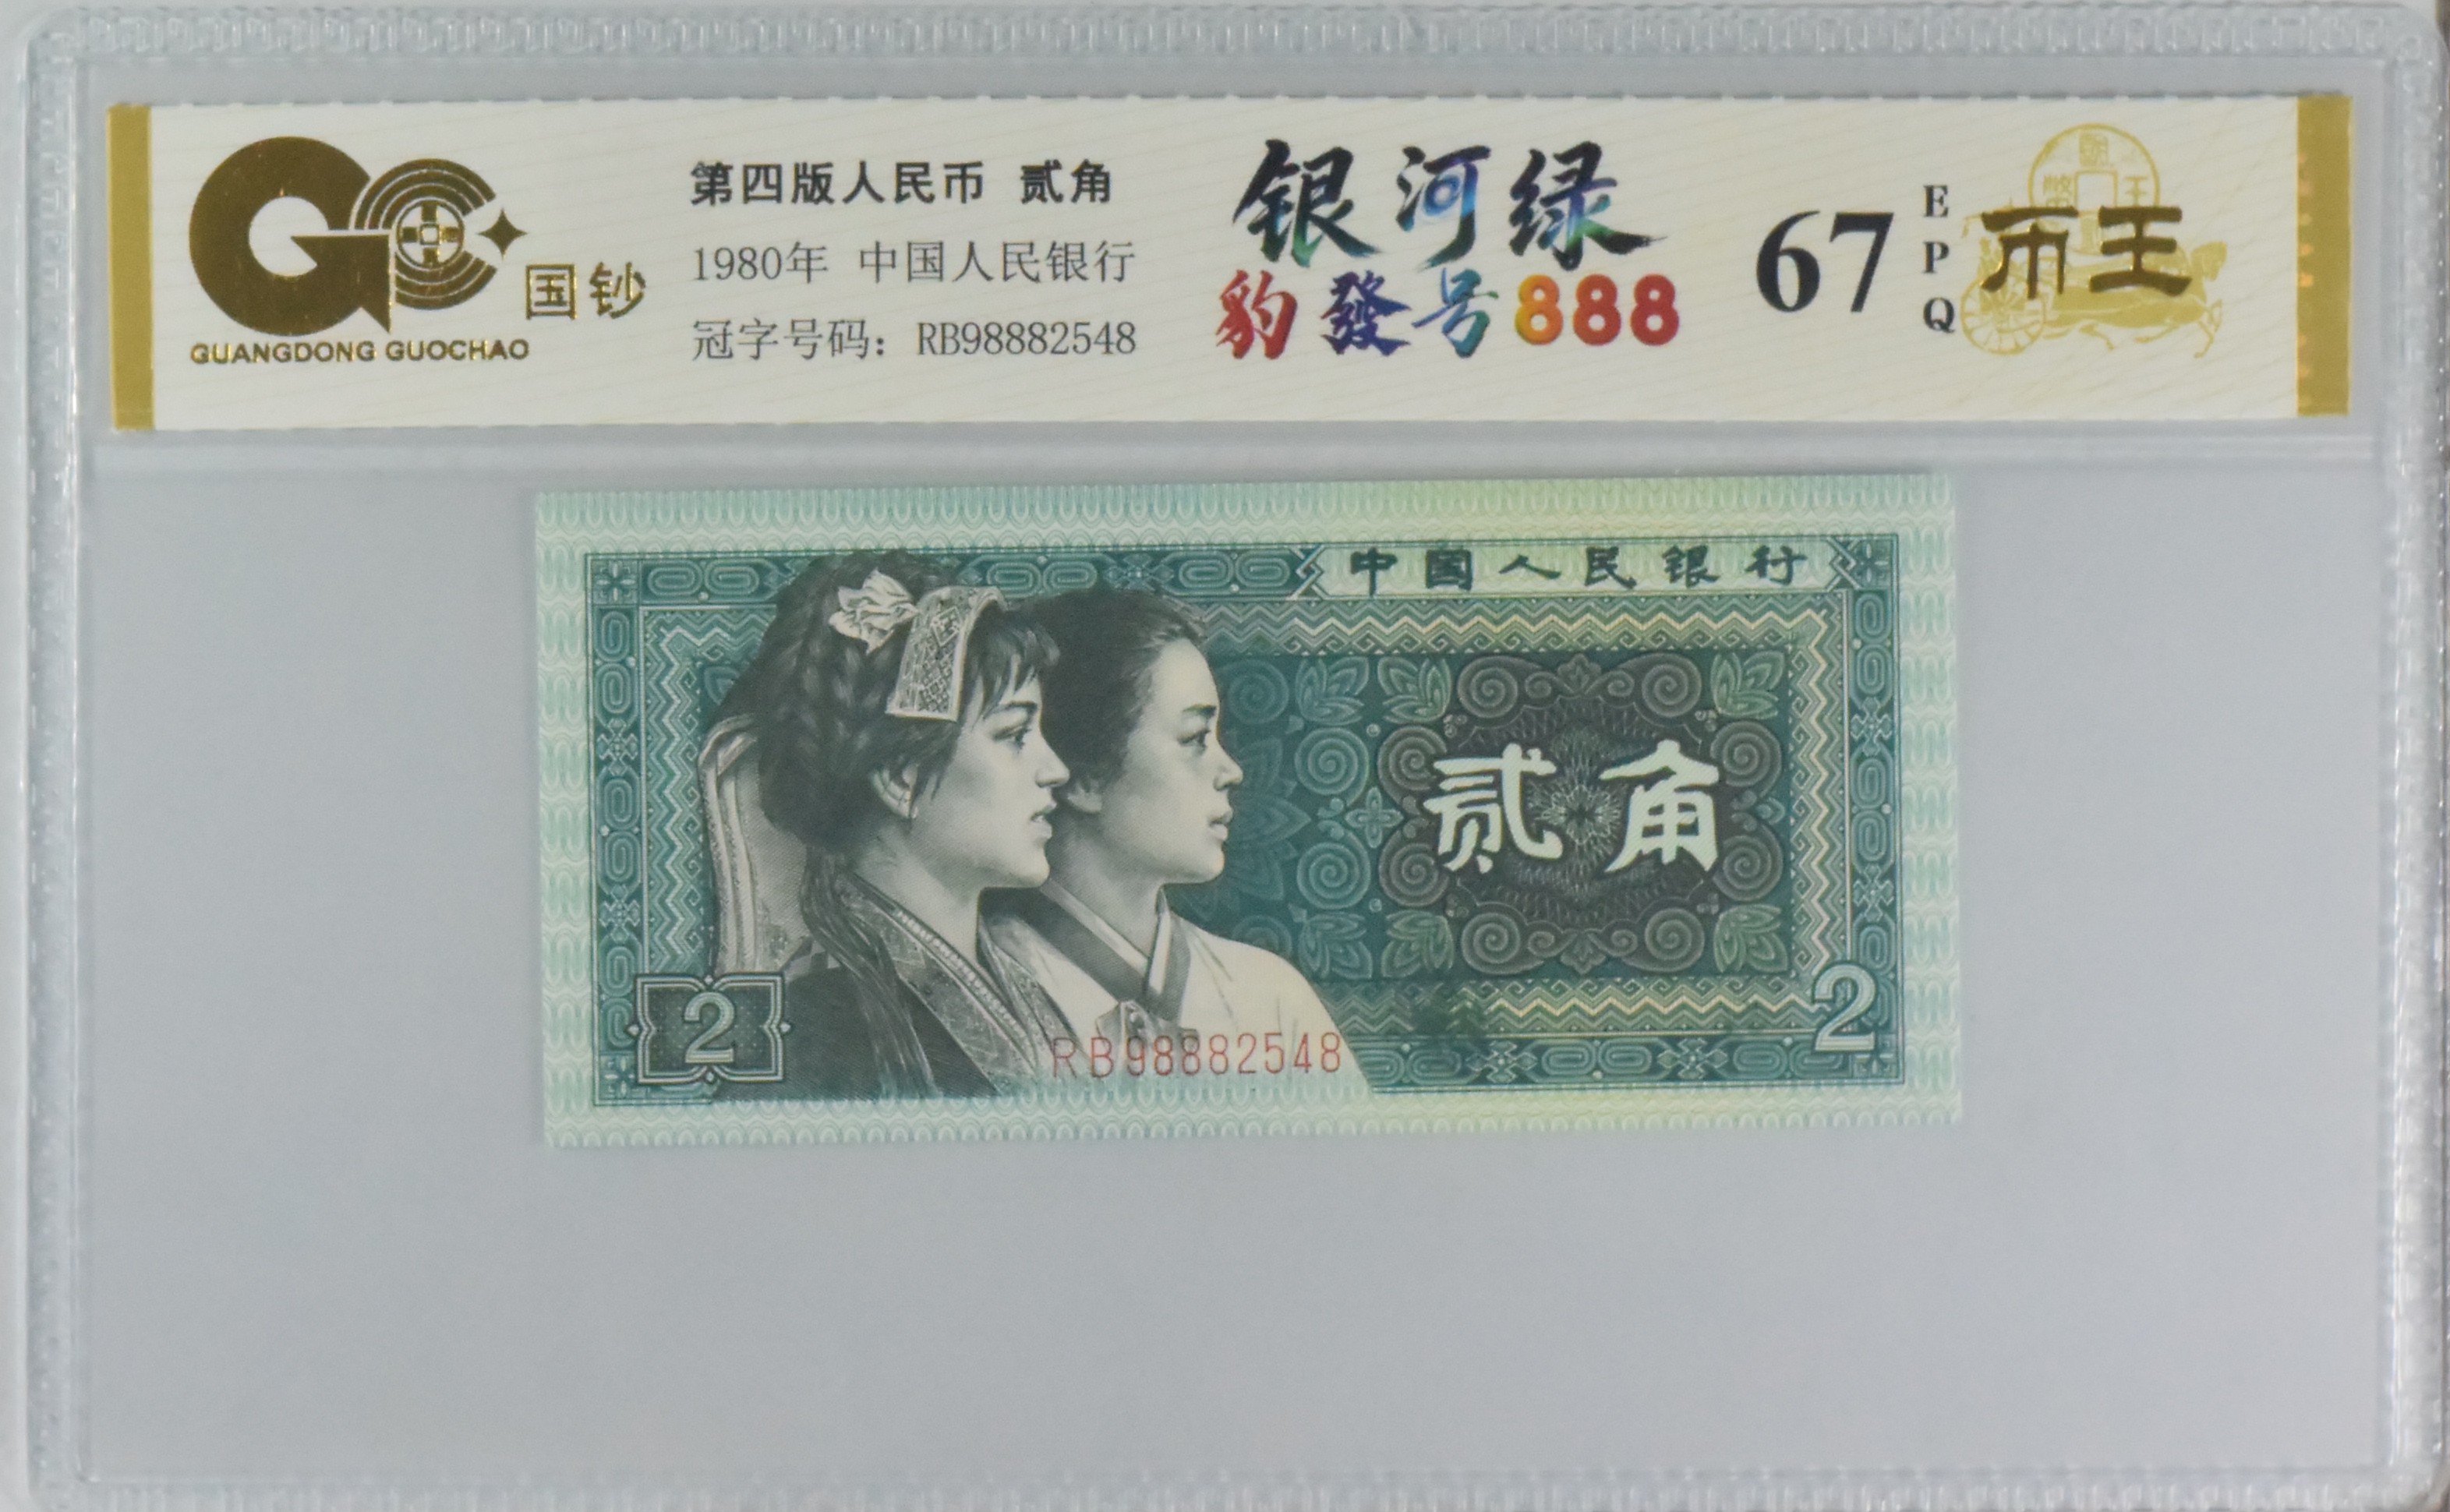 国钞
GUANGDONG GUOCHAO
第四版人民币 贰角
1980年 中国人民银行
冠字号码：RB98882548
银河绿
豹發号888
67
EPQ
币王
中国人民银行
贰角
2
2
RB98882548